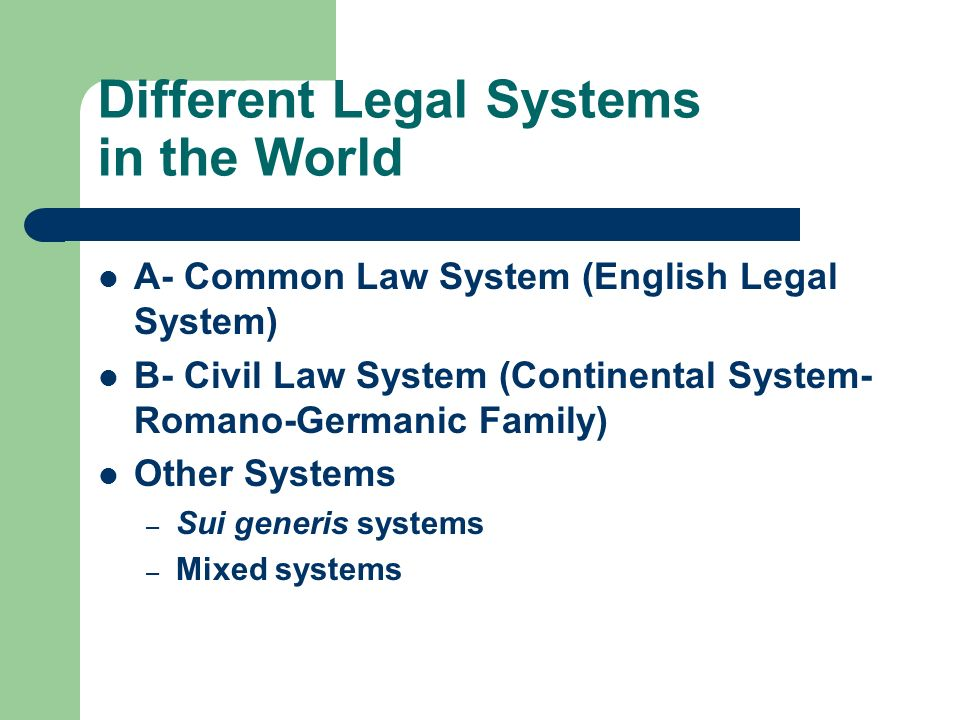 Different Legal Systems
in the World
A- Common Law System (English Legal
System)
B- Civil Law System (Continental System-
Romano-Germanic Family)
Other Systems
– Sui generis systems
– Mixed systems